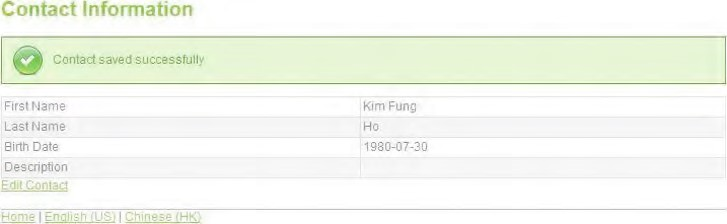 Contact Information
Contact saved successfully
First Name Kim Fung
Last Name Ho
Birth Date 1980-07-30
Description
Edit Contact
Home | English (US) | Chinese (HK)